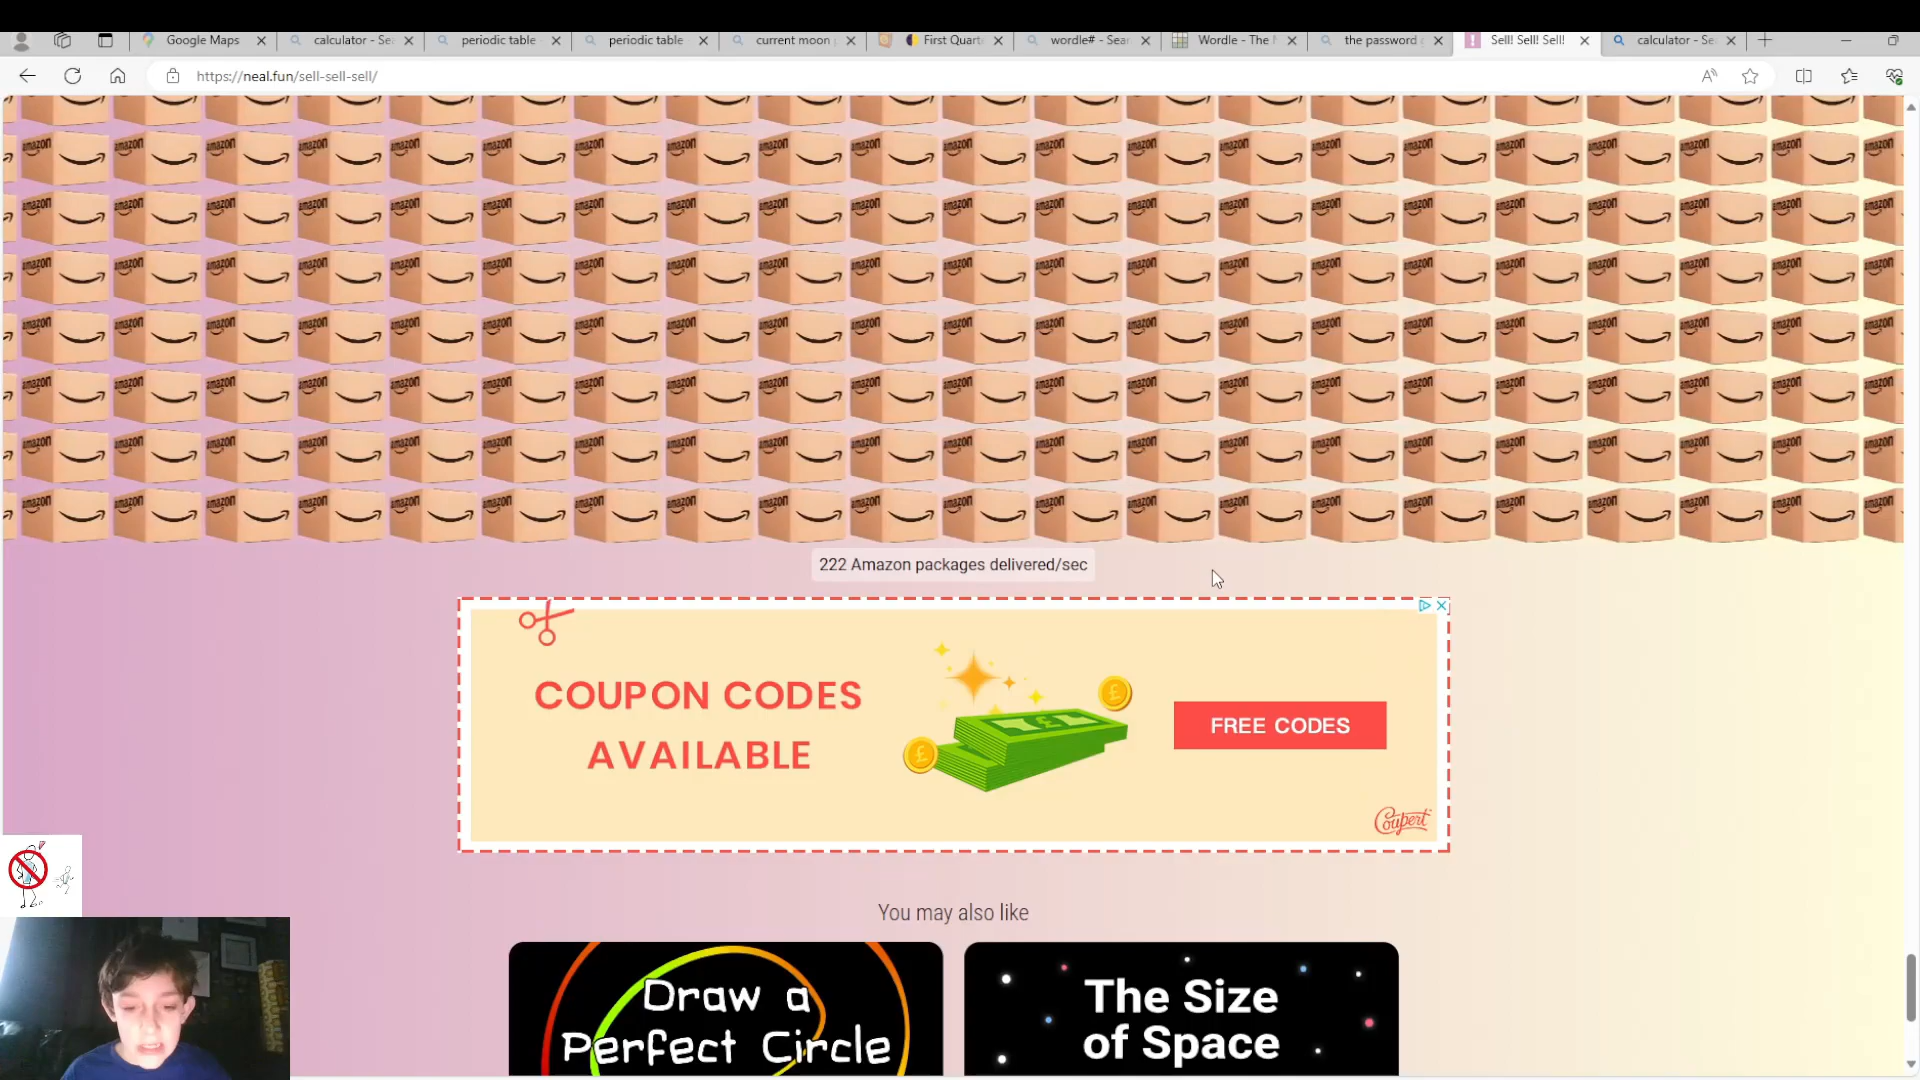 Google Maps
calculator - Se
periodic table -
periodic table
current moon
First Quart
wordle# - Sear
Wordle - The
the password
Sell! Sell! Sell!
calculator - Se
https://neal.fun/sell-sell-sell/
amazon
222 Amazon packages delivered/sec
COUPON CODES
AVAILABLE
FREE CODES
Coupert
You may also like
Draw a
Perfect Circle
The Size
of Space